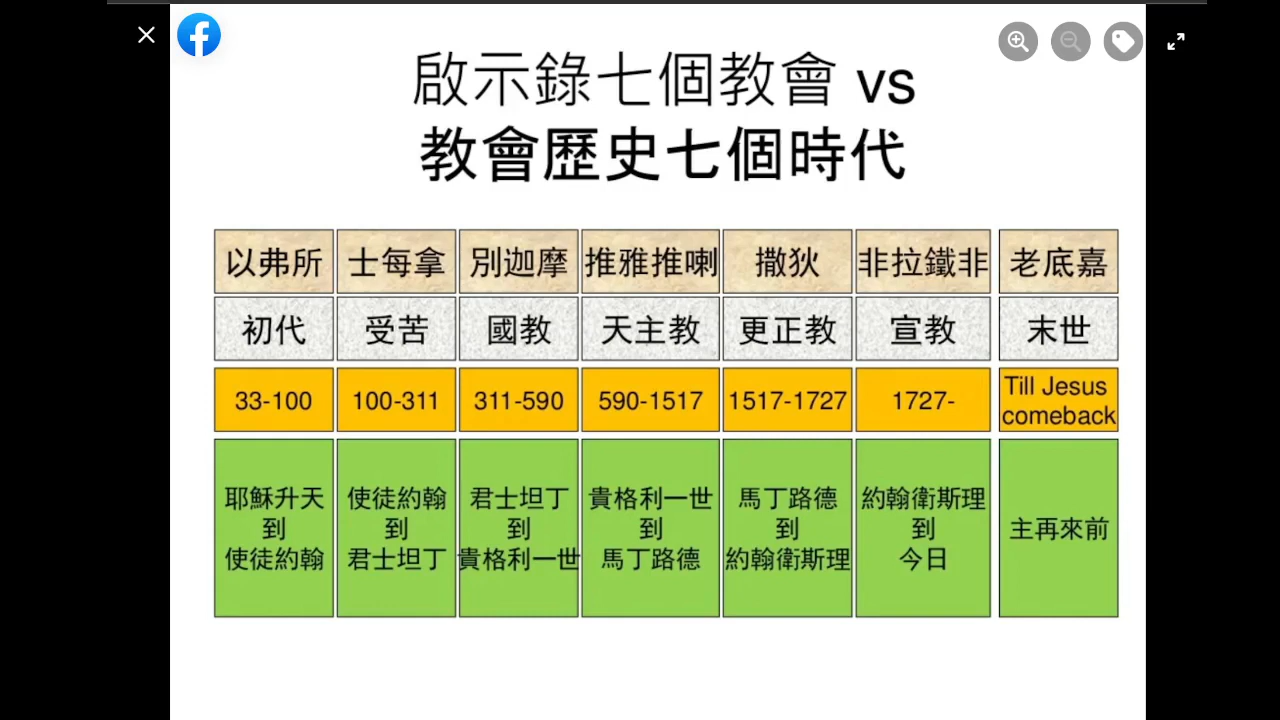 啟示錄七個教會 vs
教會歷史七個時代
以弗所 士每拿 別迦摩 推雅推喇 撒狄 非拉鐵非 老底嘉
初代 受苦 國教 天主教 更正教 宣教 末世
33-100 100-311 311-590 590-1517 1517-1727 1727- Till Jesus
comeback
耶穌升天 使徒約翰 君士坦丁 貴格利一世 馬丁路德 約翰衛斯理
到 到 到 到 到 到 主再來前
使徒約翰 君士坦丁 貴格利一世 馬丁路德 約翰衛斯理 今日